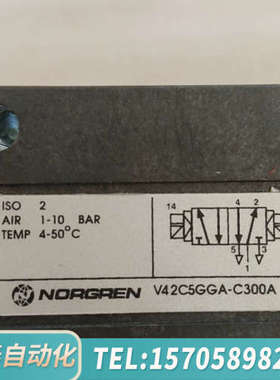 ISO 2
AIR 1-10 BAR
TEMP 4-50°C
14
4 2
5 1 3
NORGREN
V42C5GGA-C300A
自动化
TEL:157058982